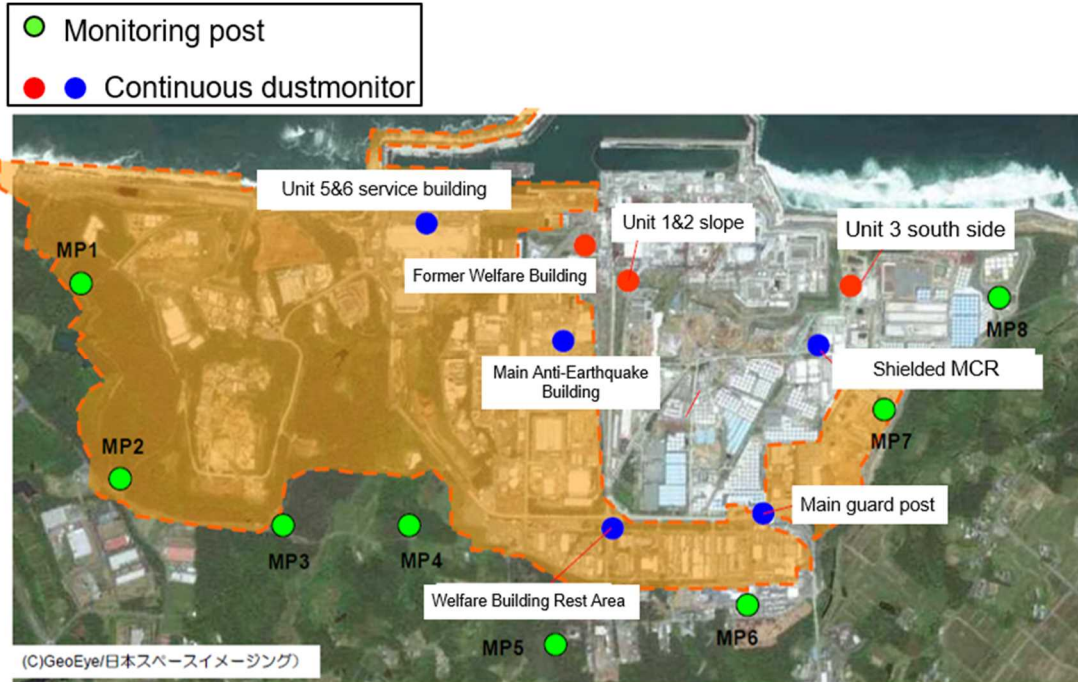 Monitoring post
Continuous dustmonitor
Unit 5&6 service building
Unit 1&2 slope
Unit 3 south side
MP1
Former Welfare Building
MP8
Main Anti-Earthquake
Building
Shielded MCR
MP7
MP2
Main guard post
MP3
MP4
Welfare Building Rest Area
MP6
MP5
(C)GeoEye/日本スペースイメージング）